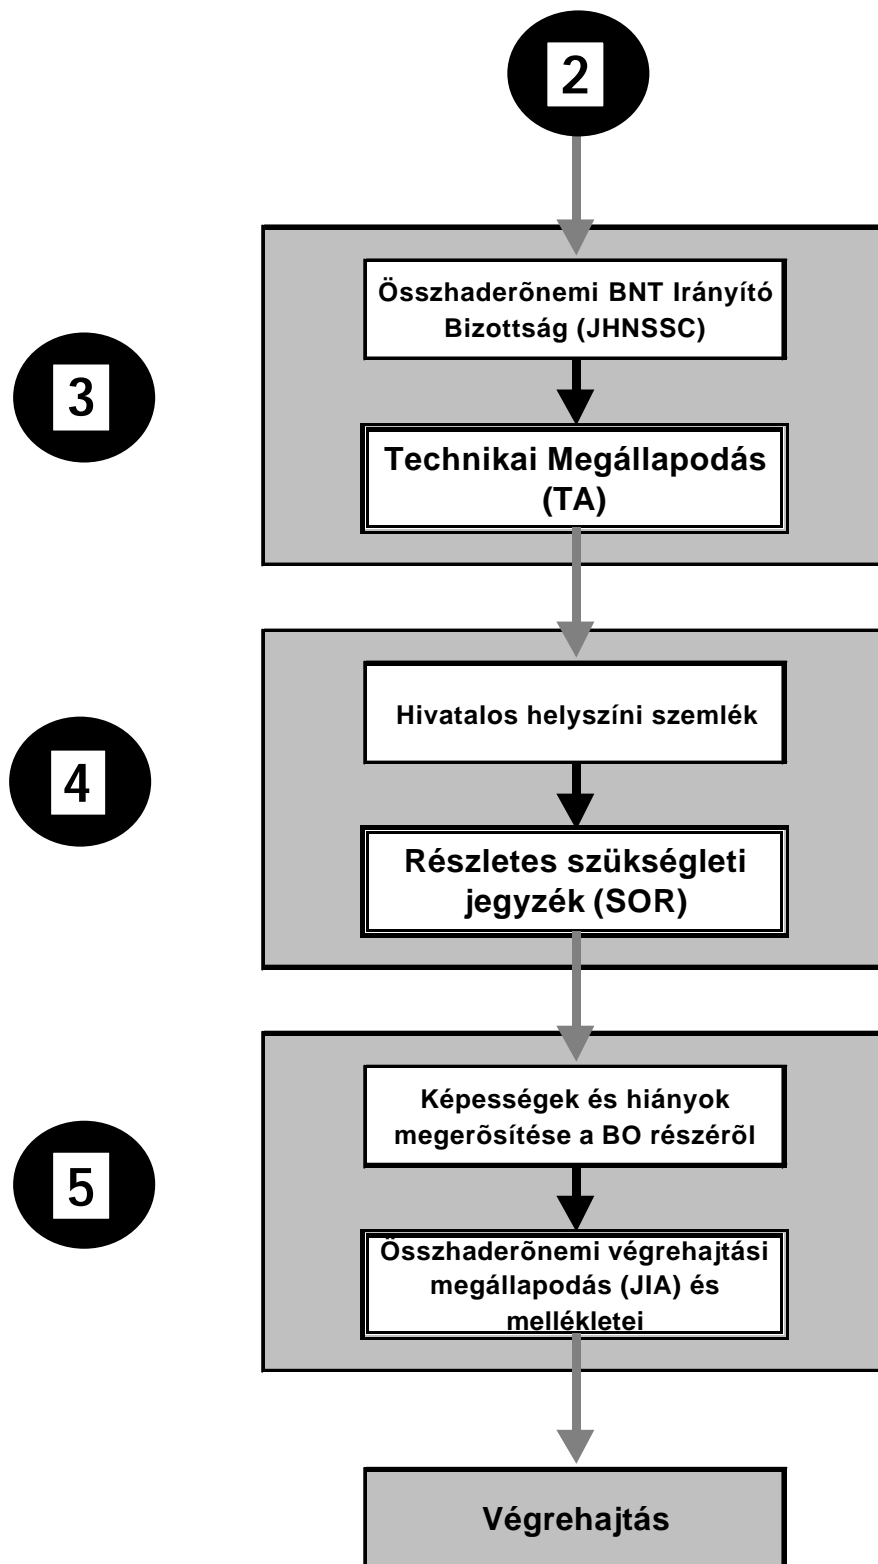 2
Összhaderõnemi BNT Irányító
Bizottság (JHNSSC)
3
Technikai Megállapodás
(TA)
Hivatalos helyszíni szemlék
4
Részletes szükségleti
jegyzék (SOR)
Képességek és hiányok
megerõsítése a BO részérõl
5
Összhaderõnemi végrehajtási
megállapodás (JIA) és
mellékletei
Végrehajtás